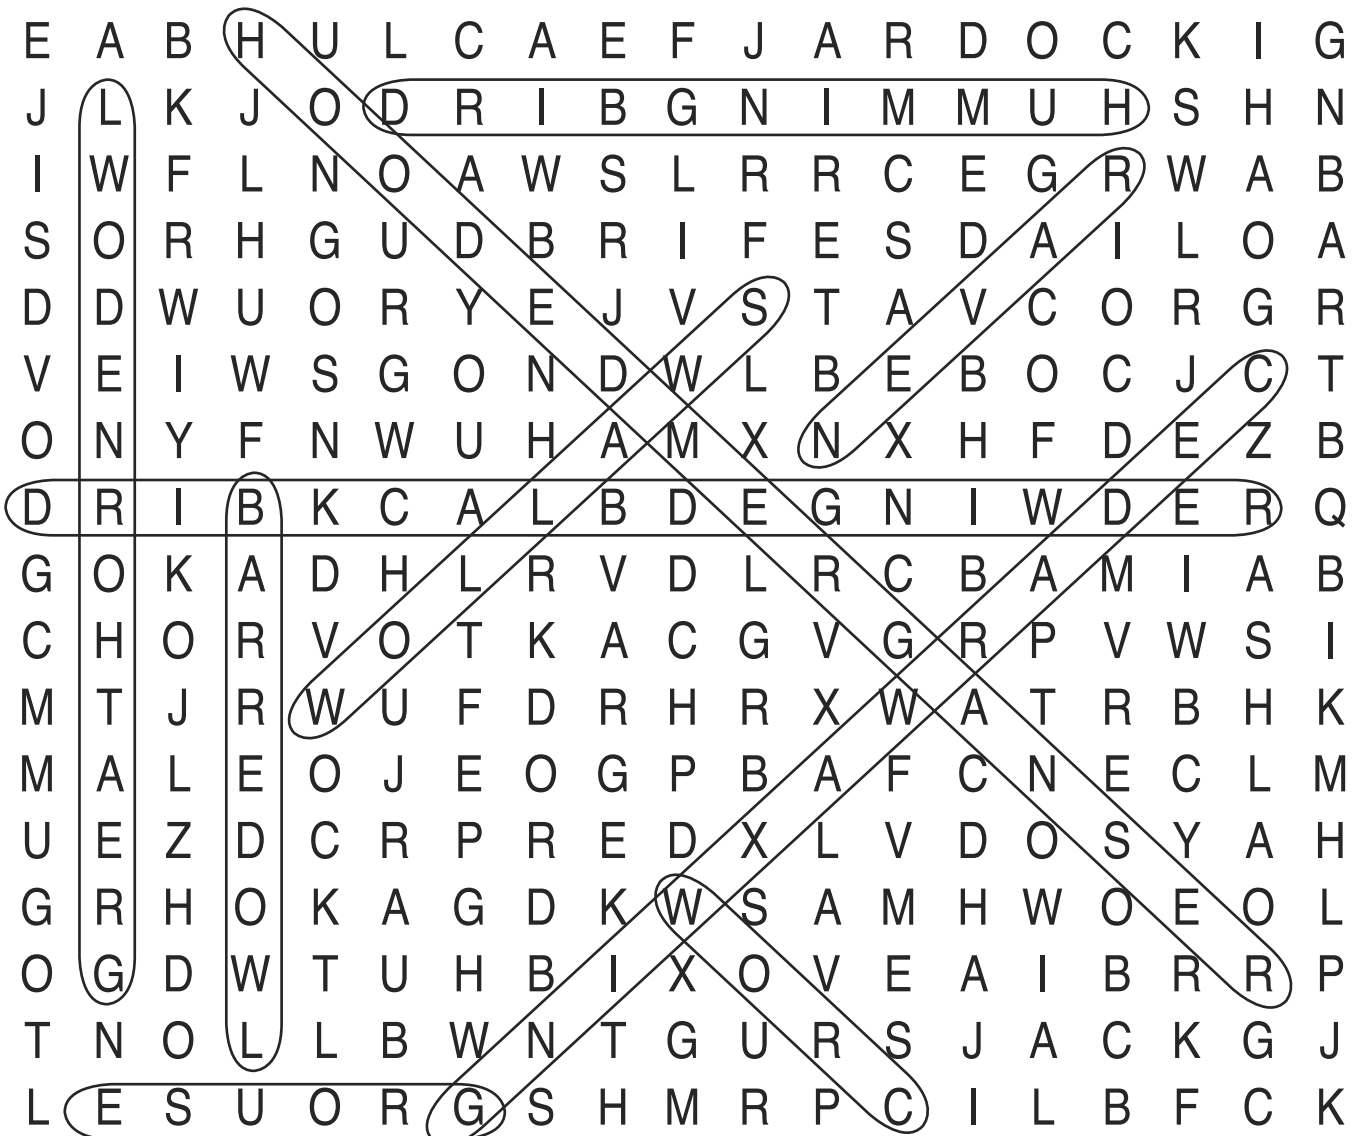 E A B H U L C A E F J A R D O C K I G
J L K J O D R I B G N I M M U H S H N
I W F L N O A W S L R R C E G R W A B
S O R H G U D B R I F E S D A I L O A
D D W U O R Y E J V S T A V C O R G R
V E I W S G O N D W L B E B O C J C T
O N Y F N W U H A M X N X H F D E Z B
D R I B K C A L B D E G N I W D E R Q
G O K A D H L R V D L R C B A M I A B
C H O R V O T K A C G V G R P V W S I
M T J R W U F D R H R X W A T R B H K
M A L E O J E O G P B A F C N E C L M
U E Z D C R P R E D X L V D O S Y A H
G R H O K A G D K W S A M H W O E O L
O G D W T U H B I X O V E A I B R R P
T N O L L B W N T G U R S J A C K G J
L E S U O R G S H M R P C I L B F C K